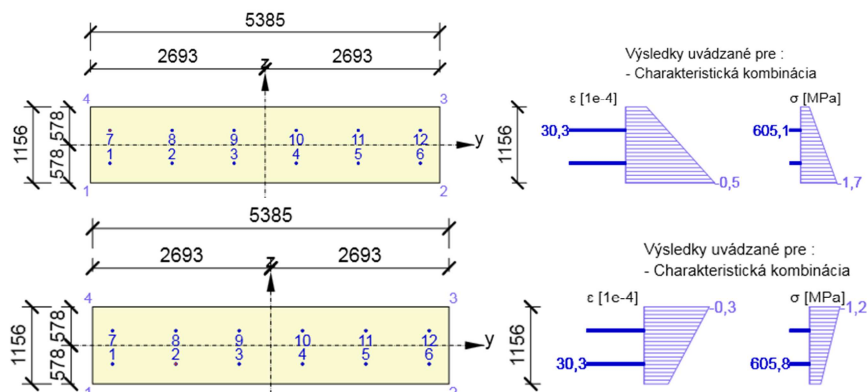 5385
2693 2693
z
Výsledky uvádzané pre :
- Charakteristická kombinácia
ε [1e-4] σ [MPa]
4 3
1156 578 578
7 8 9 10 11 12
1 2 3 4 5 6
y
1 2
1156
30,3 605,1
-0,5 -1,7
5385
2693 2693
z
Výsledky uvádzané pre :
- Charakteristická kombinácia
ε [1e-4] σ [MPa]
4 3
-0,3 -1,2
1156 578 578
7 8 9 10 11 12
1 2 3 4 5 6
y
1156
30,3 605,8